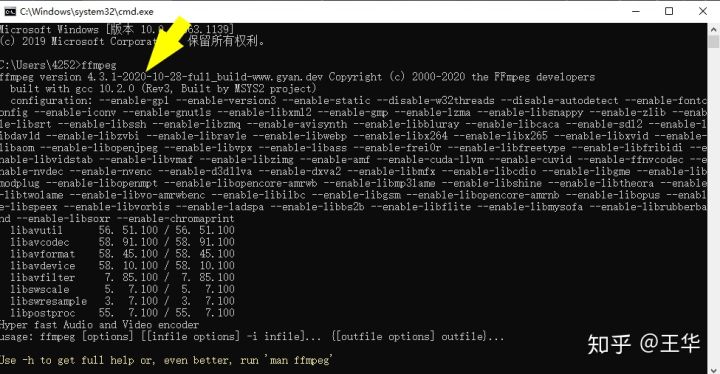 C:\Windows\system32\cmd.exe
Microsoft Windows [版本 10.0. 63.1139]
(c) 2019 Microsoft Corporat 保留所有权利。
C:\Users\4252>ffmpeg
ffmpeg version 4.3.1-2020-10-28-full_build-www.gyan.dev Copyright (c) 2000-2020 the FFmpeg developers
built with gcc 10.2.0 (Rev3, Built by MSYS2 project)
configuration: --enable-gpl --enable-version3 --enable-static --disable-w32threads --disable-autodetect --enable-fontc
onfig --enable-iconv --enable-gnutls --enable-libxml2 --enable-gmp --enable-lzma --enable-libsnappy --enable-zlib --enab
le-libsrt --enable-libssh --enable-libzmq --enable-avisynth --enable-libbluray --enable-libcaca --enable-sdl2 --enable-l
ibdav1d --enable-libzvbi --enable-librav1e --enable-libwebp --enable-libx264 --enable-libx265 --enable-libxvid --enable-
libaom --enable-libopenjpeg --enable-libvpx --enable-libass --enable-frei0r --enable-libfreetype --enable-libfribidi --e
nable-libvidstab --enable-libvmaf --enable-libzimg --enable-amf --enable-cuda-llvm --enable-cuvid --enable-ffnvcodec --e
nable-nvdec --enable-nvenc --enable-d3d11va --enable-dxva2 --enable-libmfx --enable-libcdio --enable-libgme --enable-lib
modplug --enable-libopenmpt --enable-libopencore-amrwb --enable-libmp3lame --enable-libshine --enable-libtheora --enable
-libtwolame --enable-libvo-amrwbenc --enable-libilbc --enable-libgsm --enable-libopencore-amrnb --enable-libopus --enabl
e-libspeex --enable-libvorbis --enable-ladspa --enable-libbs2b --enable-libflite --enable-libmysofa --enable-librubberba
nd --enable-libsoxr --enable-chromaprint
libavutil 56. 51.100 / 56. 51.100
libavcodec 58. 91.100 / 58. 91.100
libavformat 58. 45.100 / 58. 45.100
libavdevice 58. 10.100 / 58. 10.100
libavfilter 7. 85.100 / 7. 85.100
libswscale 5. 7.100 / 5. 7.100
libswresample 3. 7.100 / 3. 7.100
libpostproc 55. 7.100 / 55. 7.100
Hyper fast Audio and Video encoder
usage: ffmpeg [options] [[infile options] -i infile]... {[outfile options] outfile}...
Use -h to get full help or, even better, run 'man ffmpeg'
知乎 @王华